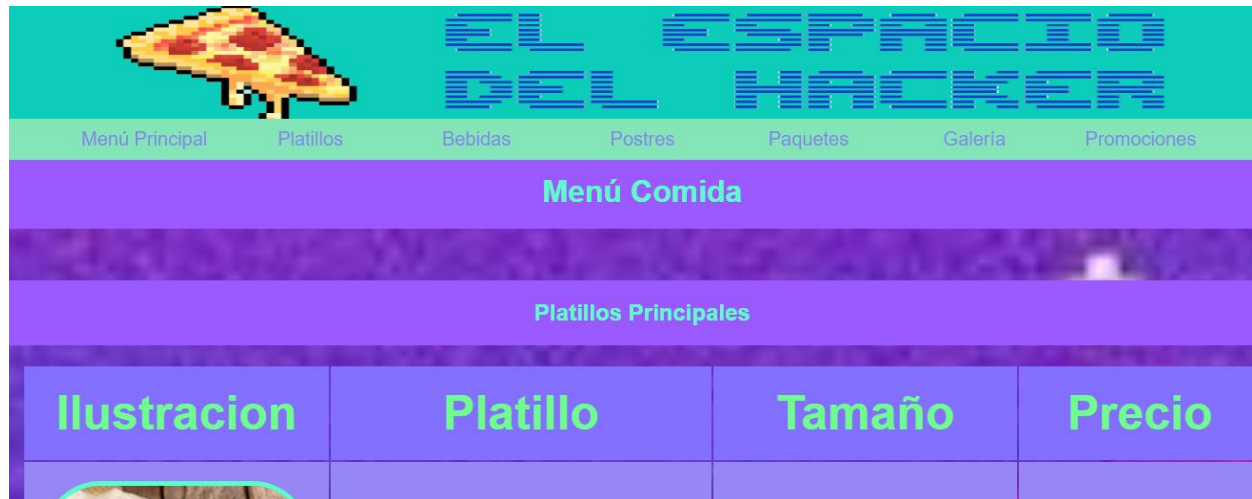 EL ESPACIO
DEL HACKER
Menú Principal Platillos Bebidas Postres Paquetes Galería Promociones
Menú Comida
Platillos Principales
Ilustracion Platillo Tamaño Precio